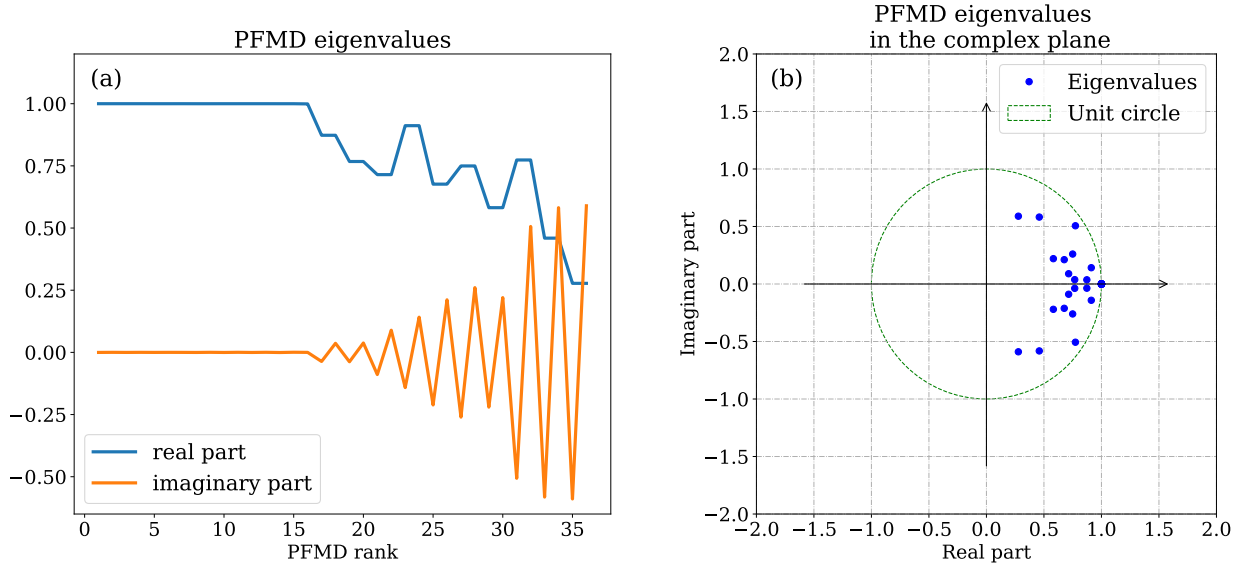 PFMD eigenvalues
(a)
1.00
0.75
0.50
0.25
0.00
−0.25
−0.50
real part
imaginary part
0 5 10 15 20 25 30 35
PFMD rank
PFMD eigenvalues
in the complex plane
(b)
Eigenvalues
Unit circle
Imaginary part
2.0
1.5
1.0
0.5
0.0
−0.5
−1.0
−1.5
−2.0
−2.0 −1.5 −1.0 −0.5 0.0 0.5 1.0 1.5 2.0
Real part